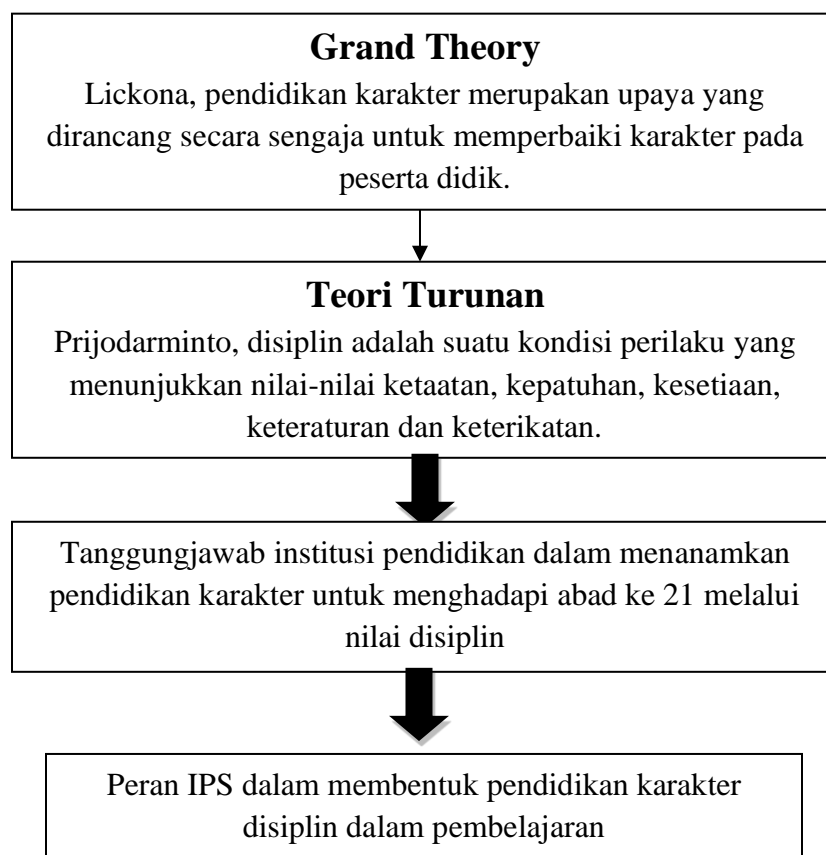 Grand Theory
Lickona, pendidikan karakter merupakan upaya yang
dirancang secara sengaja untuk memperbaiki karakter pada
peserta didik.
Teori Turunan
Prijodarminto, disiplin adalah suatu kondisi perilaku yang
menunjukkan nilai-nilai ketaatan, kepatuhan, kesetiaan,
keteraturan dan keterikatan.
Tanggungjawab institusi pendidikan dalam menanamkan
pendidikan karakter untuk menghadapi abad ke 21 melalui
nilai disiplin
Peran IPS dalam membentuk pendidikan karakter
disiplin dalam pembelajaran